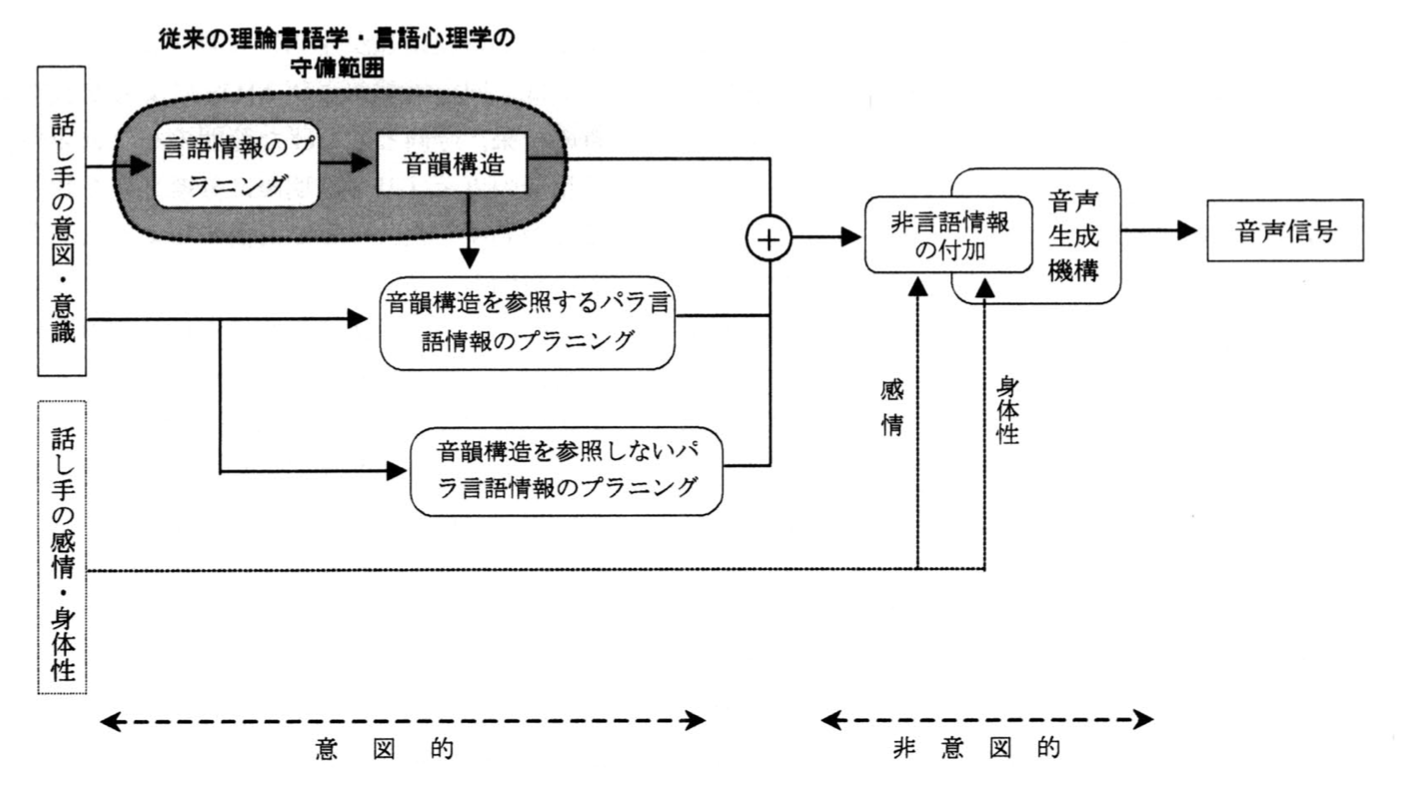 従来の理論言語学・言語心理学の
守備範囲
話し手の意図・意識
言語情報のプ
ラニング
音韻構造
音韻構造を参照するパラ言
語情報のプラニング
音韻構造を参照しないパ
ラ言語情報のプラニング
+
非言語情報
の付加
音声
生成
機構
音声信号
感情
身体性
話し手の感情・身体性
意図的
非意図的